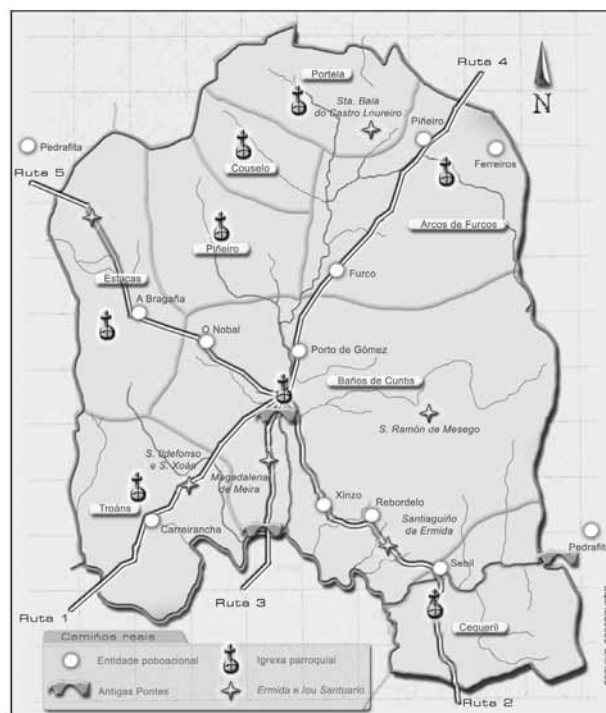 Portela
Ruta 4
Sta. Baia
do Castro Loureiro
N
Pedrafita
Piñeiro
Couselo
Ferreiros
Ruta 5
Piñeiro
Arcos de Furcos
Estacas
Furco
A Bragaña
O Nobal
Porto de Gómez
Baños de Cuntis
S. Ramón de Mesego
S. Ildefonso
e S. Xoán
Magadalena
de Meira
Troáns
Xinzo
Rebordelo
Carreirancha
Santiaguiño
da Ermida
Pedrafita
Sebil
Ruta 3
Ruta 1
Cequeril
Camiños reais
Entidade poboacional
Igrexa parroquial
Antigas Pontes
Ermida e /ou Santuario
Ruta 2